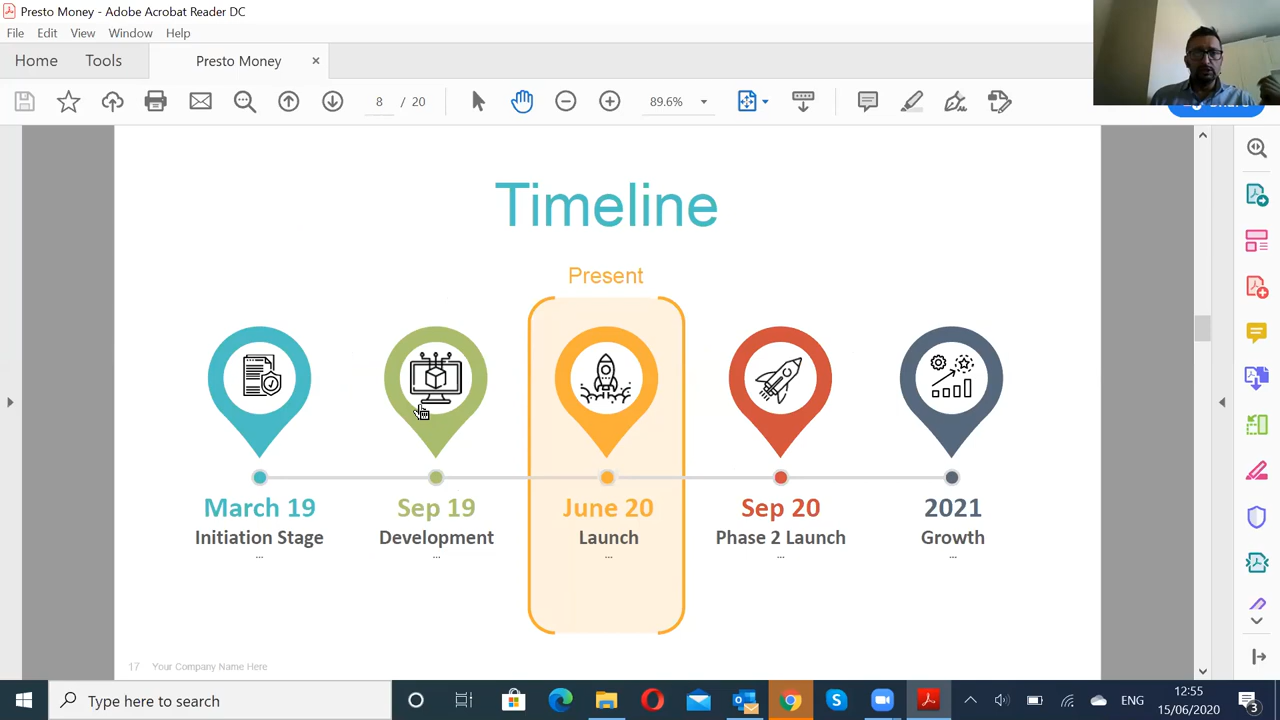 Presto Money - Adobe Acrobat Reader DC
File Edit View Window Help
Home Tools Presto Money ×
8 / 20 89.6%
Timeline
Present
March 19 Sep 19 June 20 Sep 20 2021
Initiation Stage Development Launch Phase 2 Launch Growth
... ... ... ... ...
17 Your Company Name Here
Type here to search
ENG
12:55
15/06/2020
3